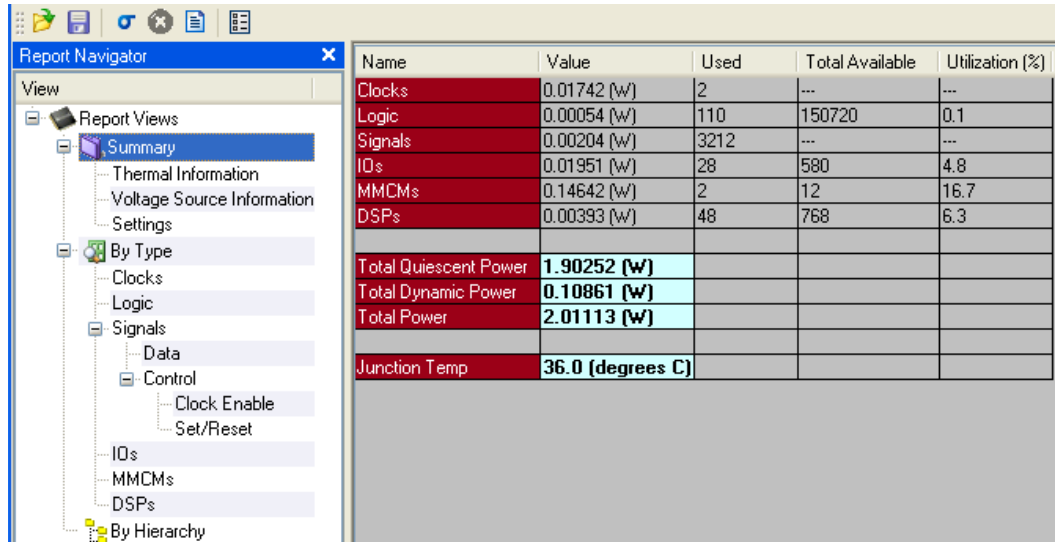 Report Navigator
View
Report Views
Summary
Thermal Information
Voltage Source Information
Settings
By Type
Clocks
Logic
Signals
Data
Control
Clock Enable
Set/Reset
IOs
MMCMs
DSPs
By Hierarchy
Name Value Used Total Available Utilization (%)
Clocks 0.01742 (W) 2 --- ---
Logic 0.00054 (W) 110 150720 0.1
Signals 0.00204 (W) 3212 --- ---
IOs 0.01951 (W) 28 580 4.8
MMCMs 0.14642 (W) 2 12 16.7
DSPs 0.00393 (W) 48 768 6.3
Total Quiescent Power 1.90252 (W)
Total Dynamic Power 0.10861 (W)
Total Power 2.01113 (W)
Junction Temp 36.0 (degrees C)